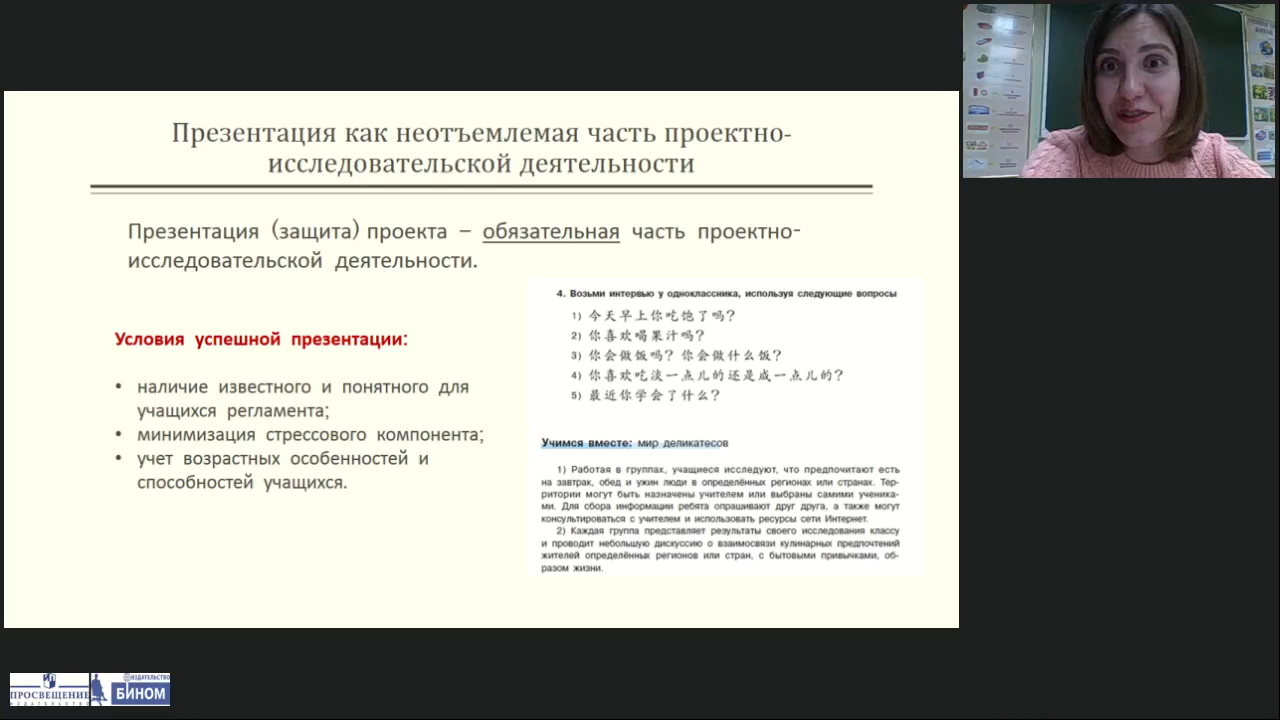 Презентация как неотъемлемая часть проектно-
исследовательской деятельности
Презентация (защита) проекта – обязательная часть проектно-
исследовательской деятельности.
Условия успешной презентации:
• наличие известного и понятного для
учащихся регламента;
• минимизация стрессового компонента;
• учет возрастных особенностей и
способностей учащихся.
4. Возьми интервью у одноклассника, используя следующие вопросы
1) 今天早上你吃饱了吗?
2) 你喜欢喝果汁吗?
3) 你会做饭吗? 你会做什么饭?
4) 你喜欢吃淡一点儿的还是咸一点儿的?
5) 最近你学会了什么?
Учимся вместе: мир деликатесов
1) Работая в группах, учащиеся исследуют, что предпочитают есть
на завтрак, обед и ужин люди в определённых регионах или странах. Тер-
ритории могут быть назначены учителем или выбраны самими ученика-
ми. Для сбора информации ребята опрашивают друг друга, а также могут
консультироваться с учителем и использовать ресурсы сети Интернет.
2) Каждая группа представляет результаты своего исследования классу
и проводит небольшую дискуссию о взаимосвязи кулинарных предпочтений
жителей определённых регионов или стран, с бытовыми привычками, об-
разом жизни.
ПРОСВЕЩЕНИЕ
ИЗДАТЕЛЬСТВО
ИЗДАТЕЛЬСТВО
БИНОМ